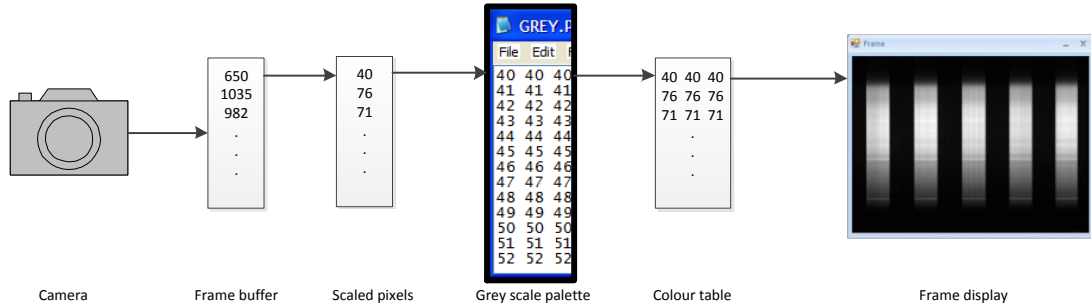 650
1035
982
.
.
.
40
76
71
.
.
.
GREY.P
File Edit F
40 40 40
41 41 41
42 42 42
43 43 43
44 44 44
45 45 45
46 46 46
47 47 47
48 48 48
49 49 49
50 50 50
51 51 51
52 52 52
40 40 40
76 76 76
71 71 71
.
.
.
Frame
Camera
Frame buffer
Scaled pixels
Grey scale palette
Colour table
Frame display